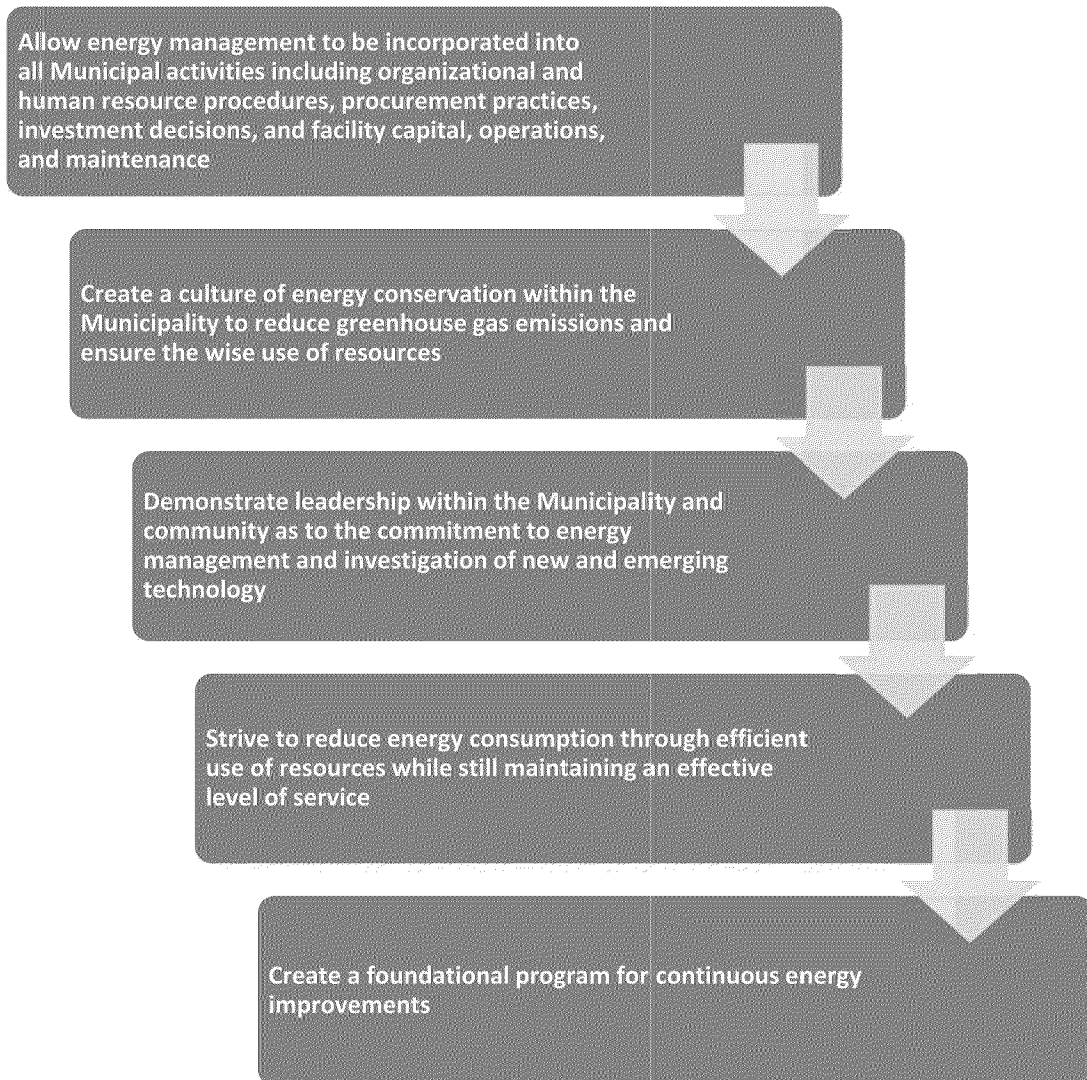 Allow energy management to be incorporated into
all Municipal activities including organizational and
human resource procedures, procurement practices,
investment decisions, and facility capital, operations,
and maintenance
Create a culture of energy conservation within the
Municipality to reduce greenhouse gas emissions and
ensure the wise use of resources
Demonstrate leadership within the Municipality and
community as to the commitment to energy
management and investigation of new and emerging
technology
Strive to reduce energy consumption through efficient
use of resources while still maintaining an effective
level of service
Create a foundational program for continuous energy
improvements